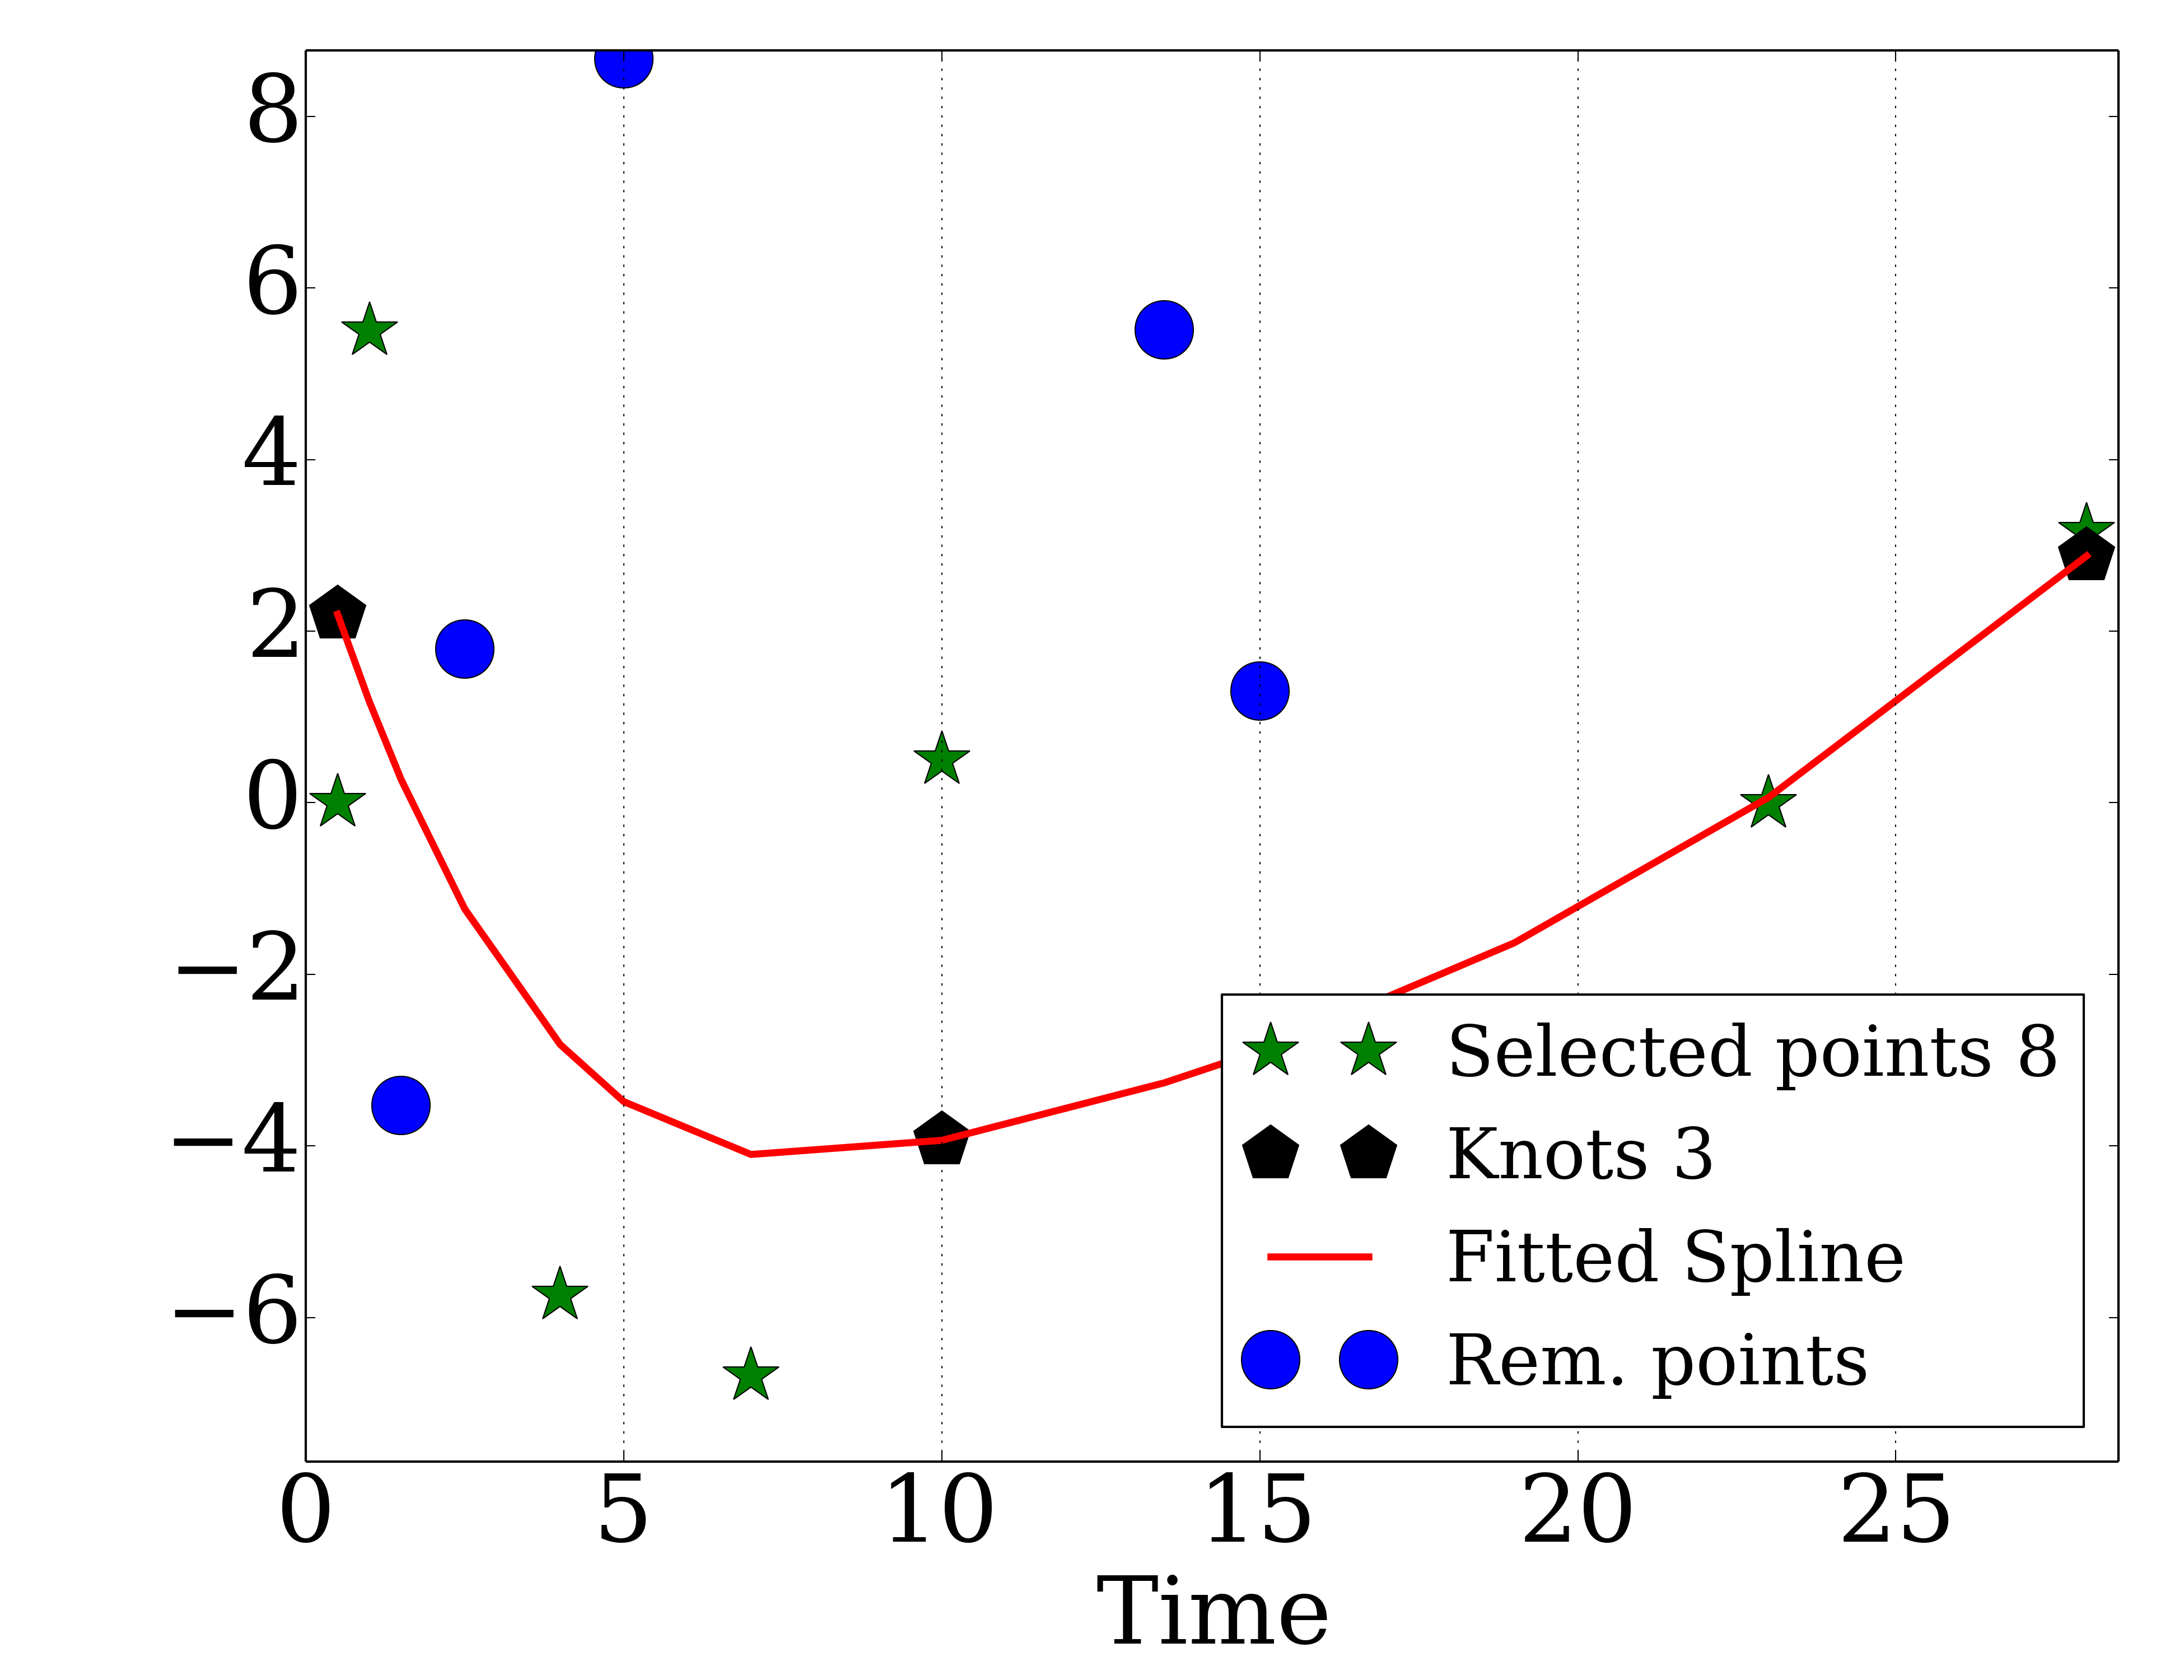 8
6
4
2
0
−2
−4
−6
0 5 10 15 20 25
Time
Selected points 8
Knots 3
Fitted Spline
Rem. points